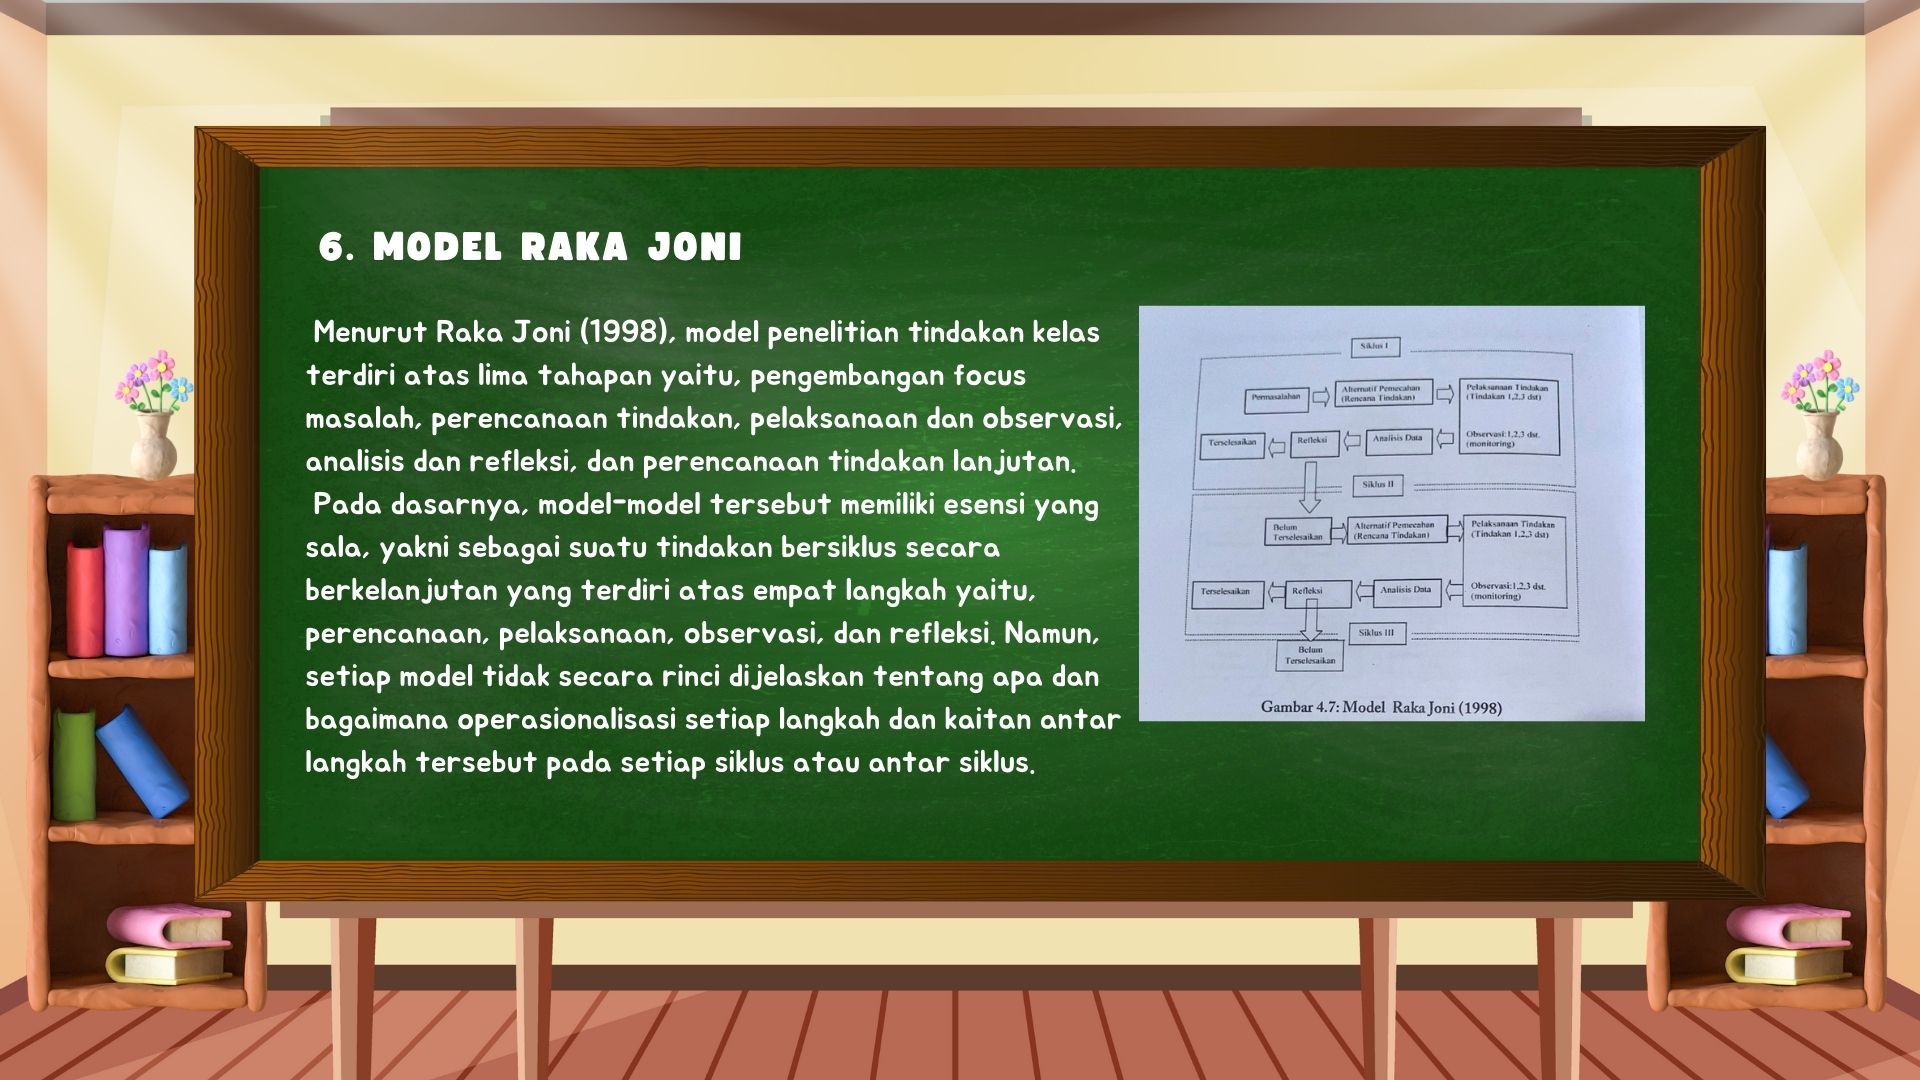 6. MODEL RAKA JONI
Menurut Raka Joni (1998), model penelitian tindakan kelas
terdiri atas lima tahapan yaitu, pengembangan focus
masalah, perencanaan tindakan, pelaksanaan dan observasi,
analisis dan refleksi, dan perencanaan tindakan lanjutan.
Pada dasarnya, model-model tersebut memiliki esensi yang
sala, yakni sebagai suatu tindakan bersiklus secara
berkelanjutan yang terdiri atas empat langkah yaitu,
perencanaan, pelaksanaan, observasi, dan refleksi. Namun,
setiap model tidak secara rinci dijelaskan tentang apa dan
bagaimana operasionalisasi setiap langkah dan kaitan antar
langkah tersebut pada setiap siklus atau antar siklus.
Siklus I
Permasalahan
Alternatif Pemecahan
(Rencana Tindakan)
Pelaksanaan Tindakan
(Tindakan 1,2,3 dst)
Observasi:1,2,3 dst.
(monitoring)
Analisis Data
Refleksi
Terselesaikan
Siklus II
Belum
Terselesaikan
Alternatif Pemecahan
(Rencana Tindakan)
Pelaksanaan Tindakan
(Tindakan 1,2,3 dst)
Observasi:1,2,3 dst.
(monitoring)
Analisis Data
Refleksi
Terselesaikan
Siklus III
Belum
Terselesaikan
Gambar 4.7: Model Raka Joni (1998)